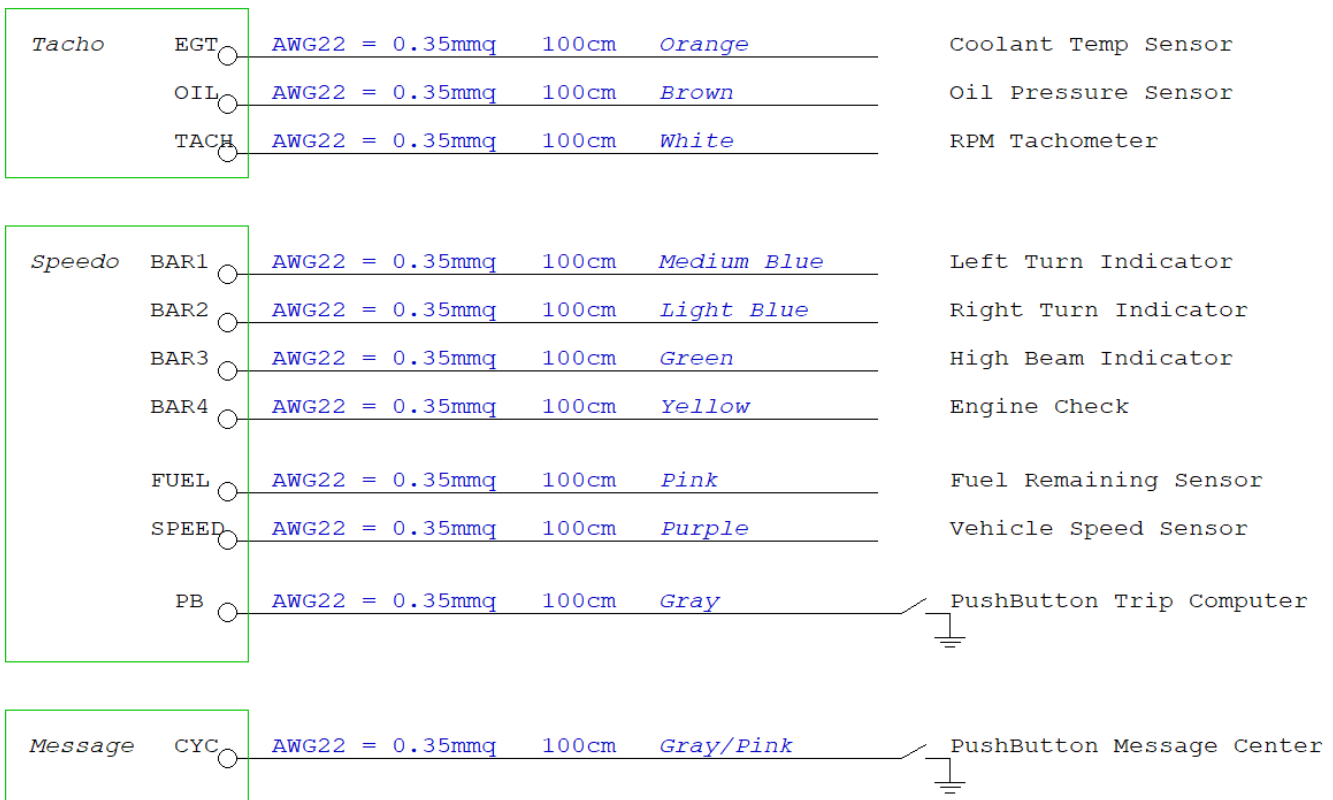 Tacho EGT AWG22 = 0.35mmq 100cm Orange Coolant Temp Sensor
OIL AWG22 = 0.35mmq 100cm Brown Oil Pressure Sensor
TACH AWG22 = 0.35mmq 100cm White RPM Tachometer
Speedo BAR1 AWG22 = 0.35mmq 100cm Medium Blue Left Turn Indicator
BAR2 AWG22 = 0.35mmq 100cm Light Blue Right Turn Indicator
BAR3 AWG22 = 0.35mmq 100cm Green High Beam Indicator
BAR4 AWG22 = 0.35mmq 100cm Yellow Engine Check
FUEL AWG22 = 0.35mmq 100cm Pink Fuel Remaining Sensor
SPEED AWG22 = 0.35mmq 100cm Purple Vehicle Speed Sensor
PB AWG22 = 0.35mmq 100cm Gray PushButton Trip Computer
Message CYC AWG22 = 0.35mmq 100cm Gray/Pink PushButton Message Center